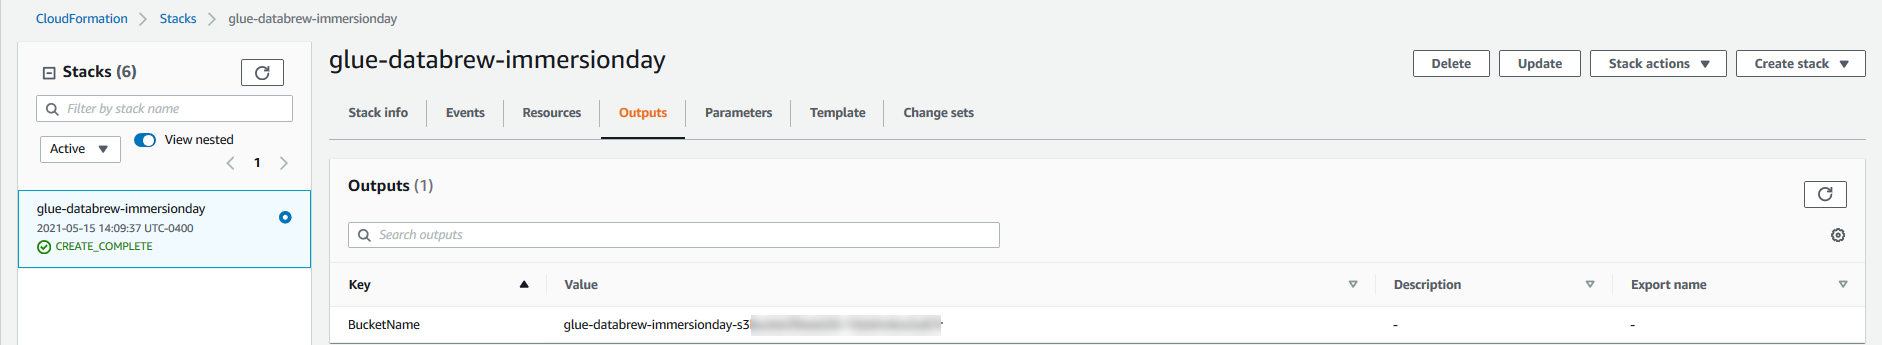 CloudFormation > Stacks > glue-databrew-immersionday
Stacks (6)
Filter by stack name
Active
View nested
1
glue-databrew-immersionday
2021-05-15 14:09:37 UTC-0400
CREATE_COMPLETE
glue-databrew-immersionday
Delete Update Stack actions Create stack
Stack info Events Resources Outputs Parameters Template Change sets
Outputs (1)
Search outputs
Key Value Description Export name
BucketName glue-databrew-immersionday-s3 - -